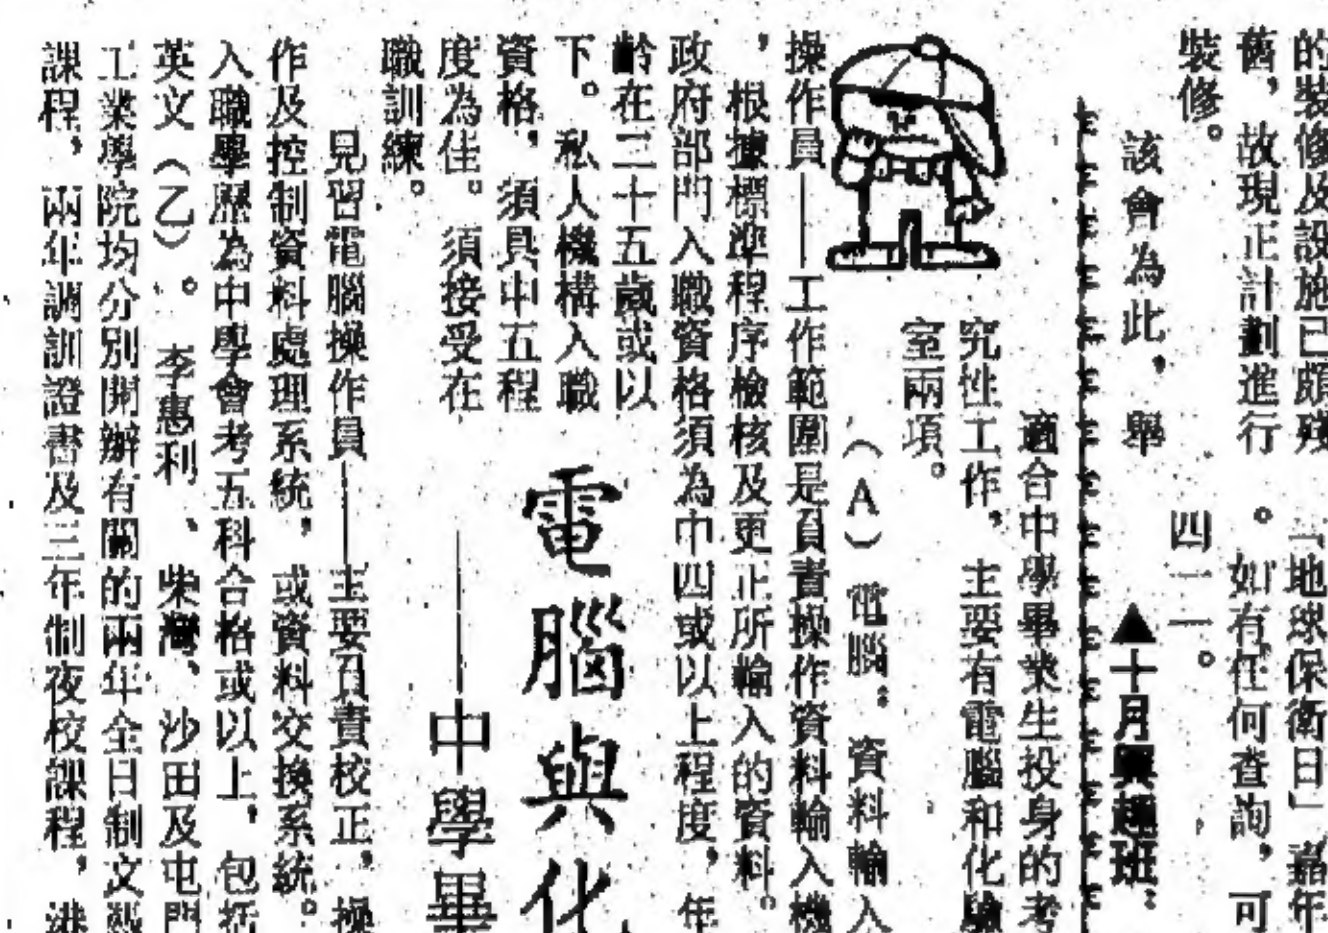 的裝修及設施已頗殘
舊，故現正計劃進行
裝修。
該會為此，舉
「地球保衛日」嘉年
。如有任何查詢，可
四一一。
▲十月興趣班：
適合中學畢業生投身的考
究性工作，主要有電腦和化驗
室兩項。
（A）電腦：資料輸入
操作員——工作範圍是負責操作資料輸入機
，根據標準程序檢核及更正所輸入的資料。
政府部門入職資格須為中四或以上程度，年
齡在二十五歲或以
下。私人機構入職
資格，須具中五程
度為佳。須接受在
職訓練。
電腦與化
——中學畢
見習電腦操作員——主要負責校正，操
作及控制資料處理系統，或資料交換系統。
入職學歷為中學會考五科合格或以上，包括
英文（乙）。李惠利、柴灣、沙田及屯門
工業學院均分別開辦有關的兩年全日制文憑
課程，兩年調訓證書及三年制夜校課程，港